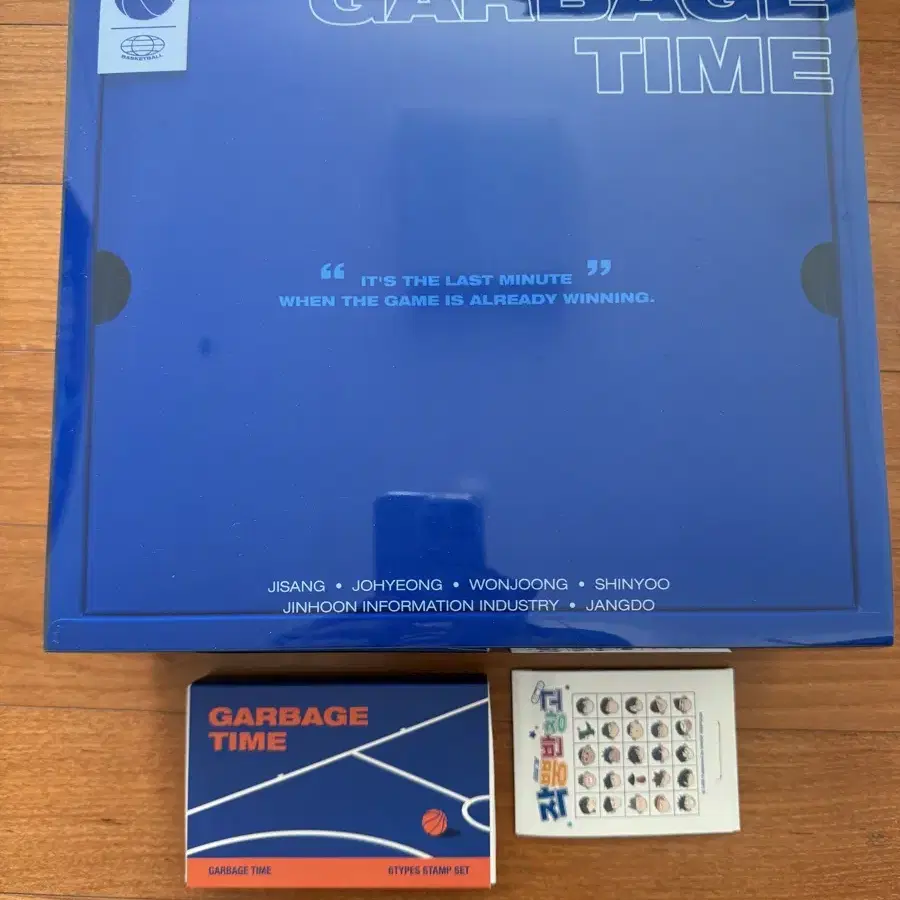 GARBAGE
TIME
BASKETBALL
“ IT'S THE LAST MINUTE ”
WHEN THE GAME IS ALREADY WINNING.
JISANG • JOHYEONG • WONJOONG • SHINYOO
JINHOON INFORMATION INDUSTRY • JANGDO
GARBAGE
TIME
GARBAGE TIME
6TYPES STAMP SET